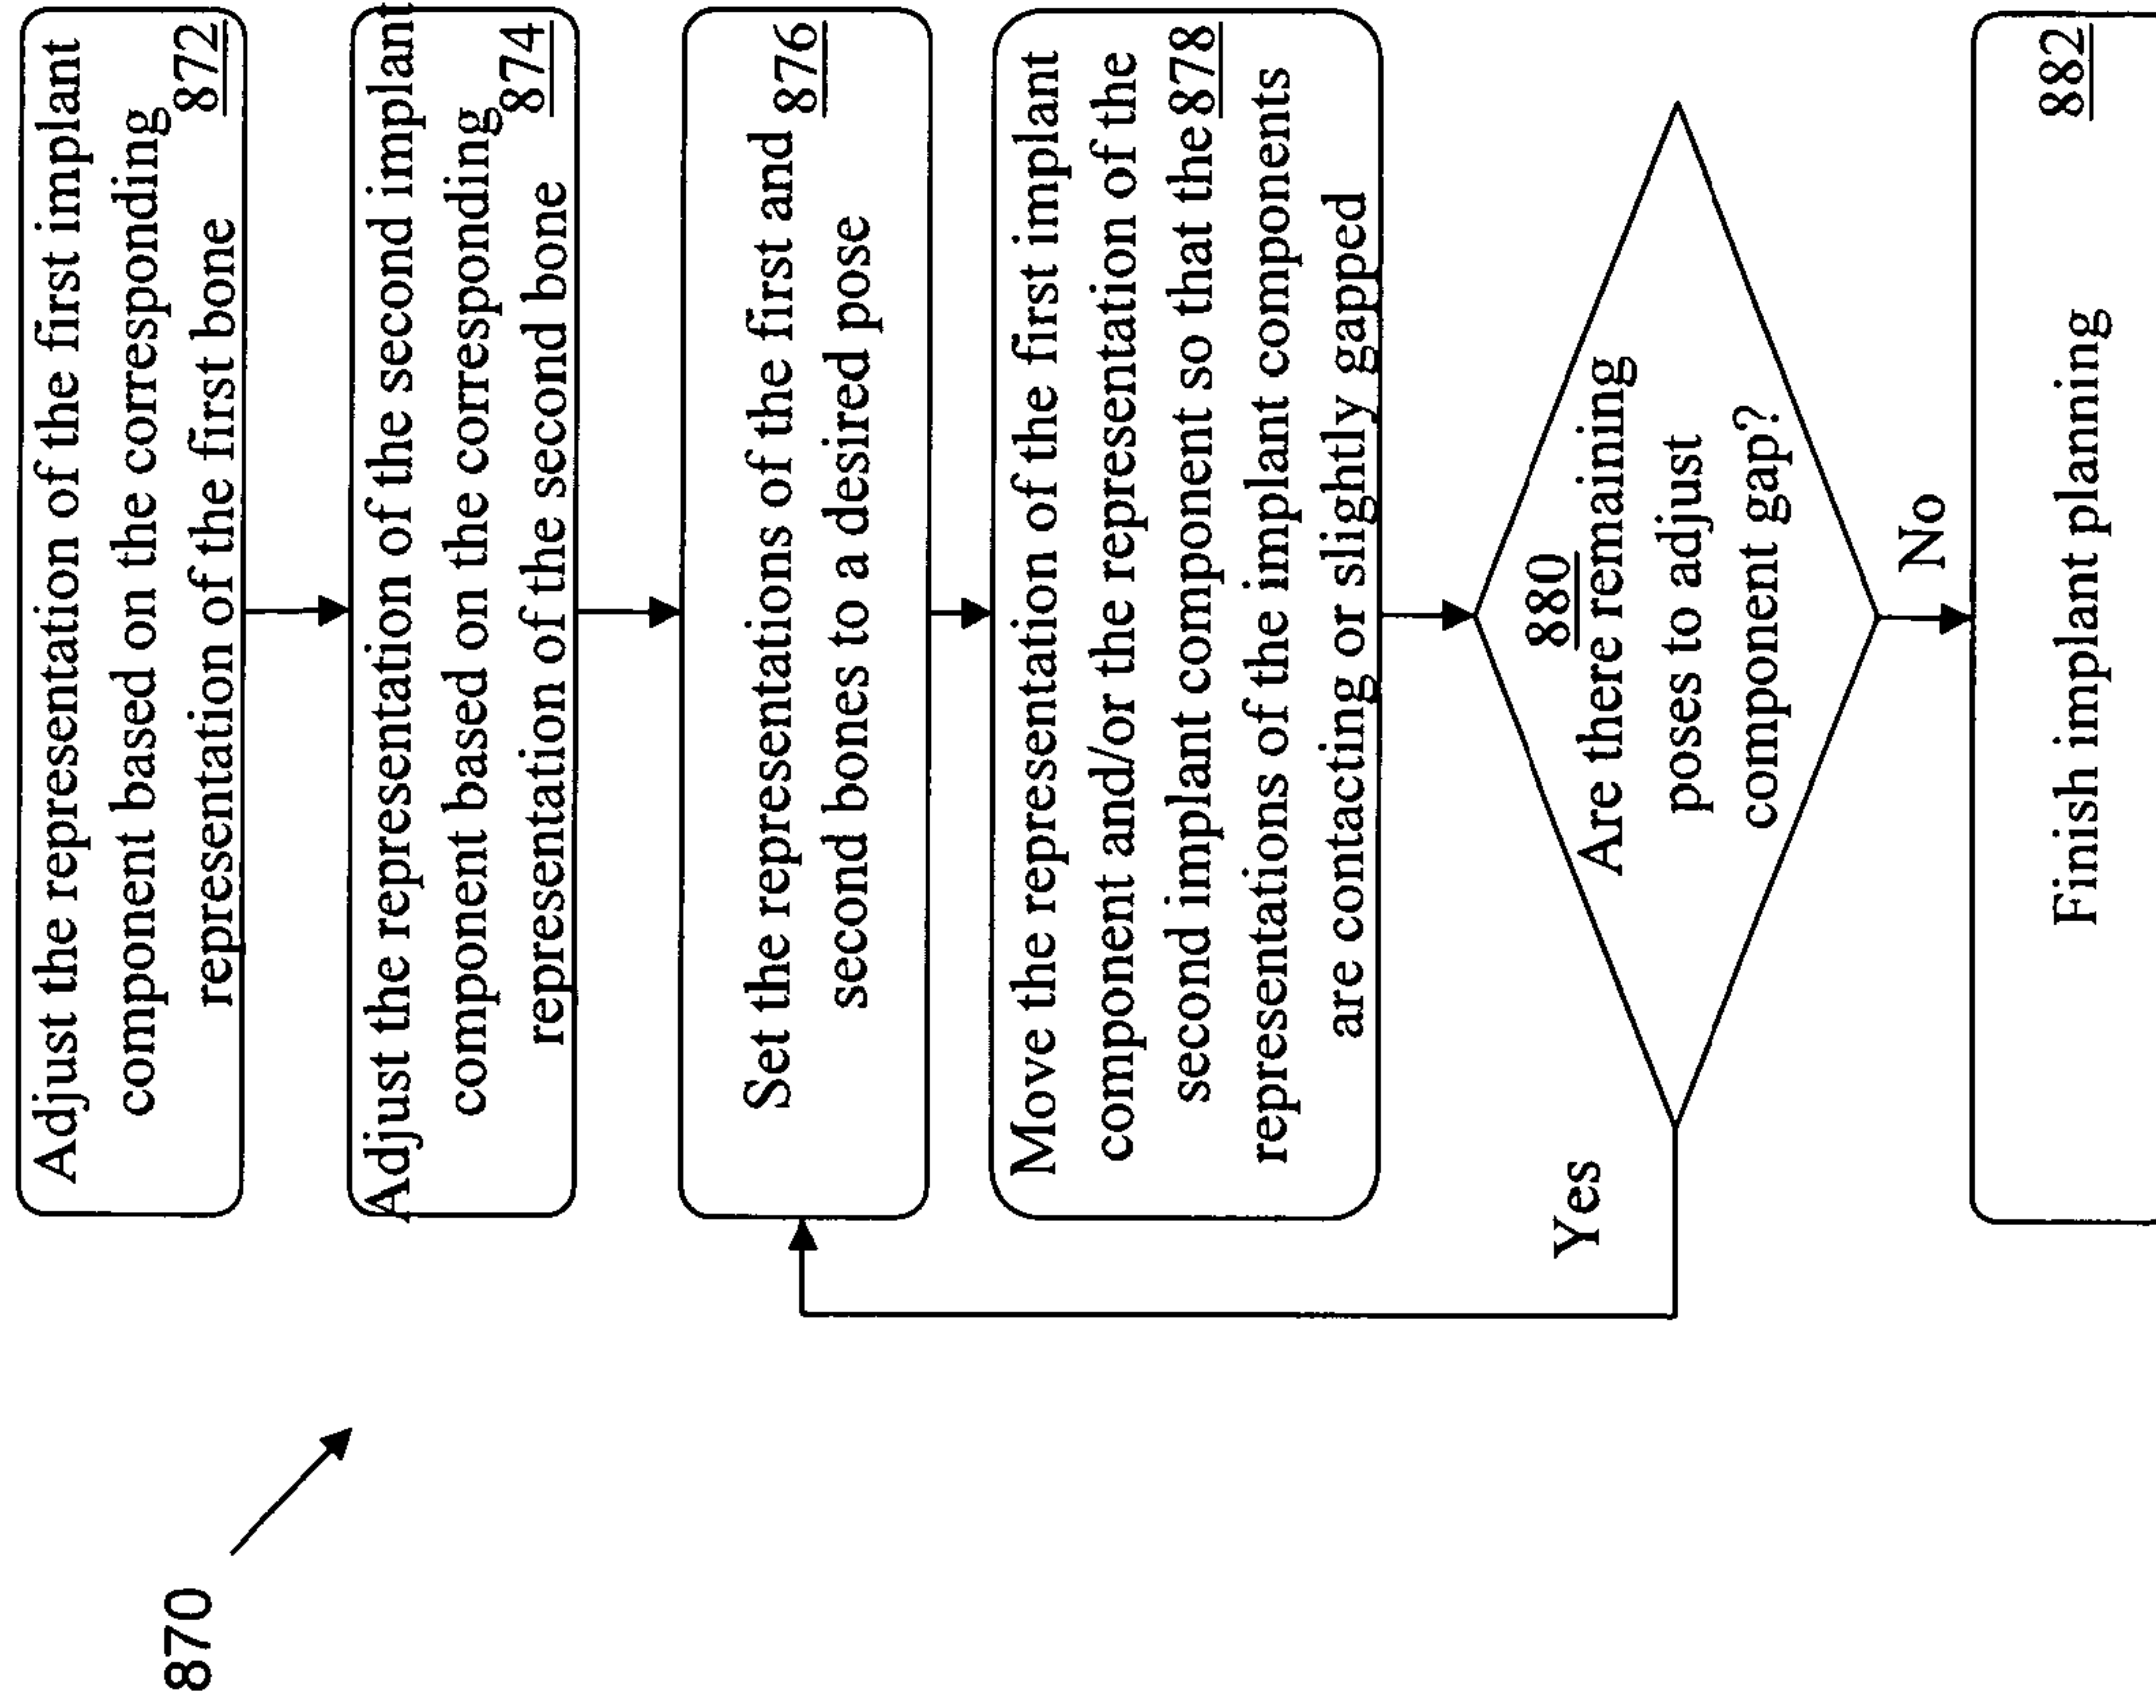 870
Adjust the representation of the first implant
component based on the corresponding
representation of the first bone
872
Adjust the representation of the second implant
component based on the corresponding
representation of the second bone
874
Set the representations of the first and
second bones to a desired pose
876
Move the representation of the first implant
component and/or the representation of the
second implant component so that the
representations of the implant components
are contacting or slightly gapped
878
880
Are there remaining
poses to adjust
component gap?
Yes
No
Finish implant planning
882